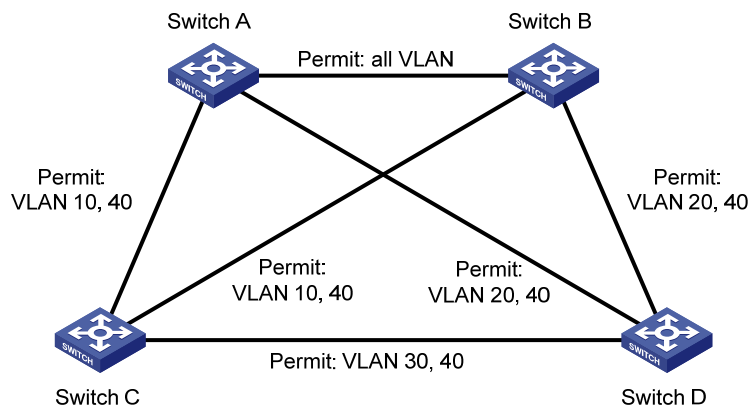 Switch A
Switch B
Permit: all VLAN
SWITCH
SWITCH
Permit:
VLAN 10, 40
Permit:
VLAN 20, 40
Permit:
VLAN 10, 40
Permit:
VLAN 20, 40
SWITCH
SWITCH
Permit: VLAN 30, 40
Switch C
Switch D